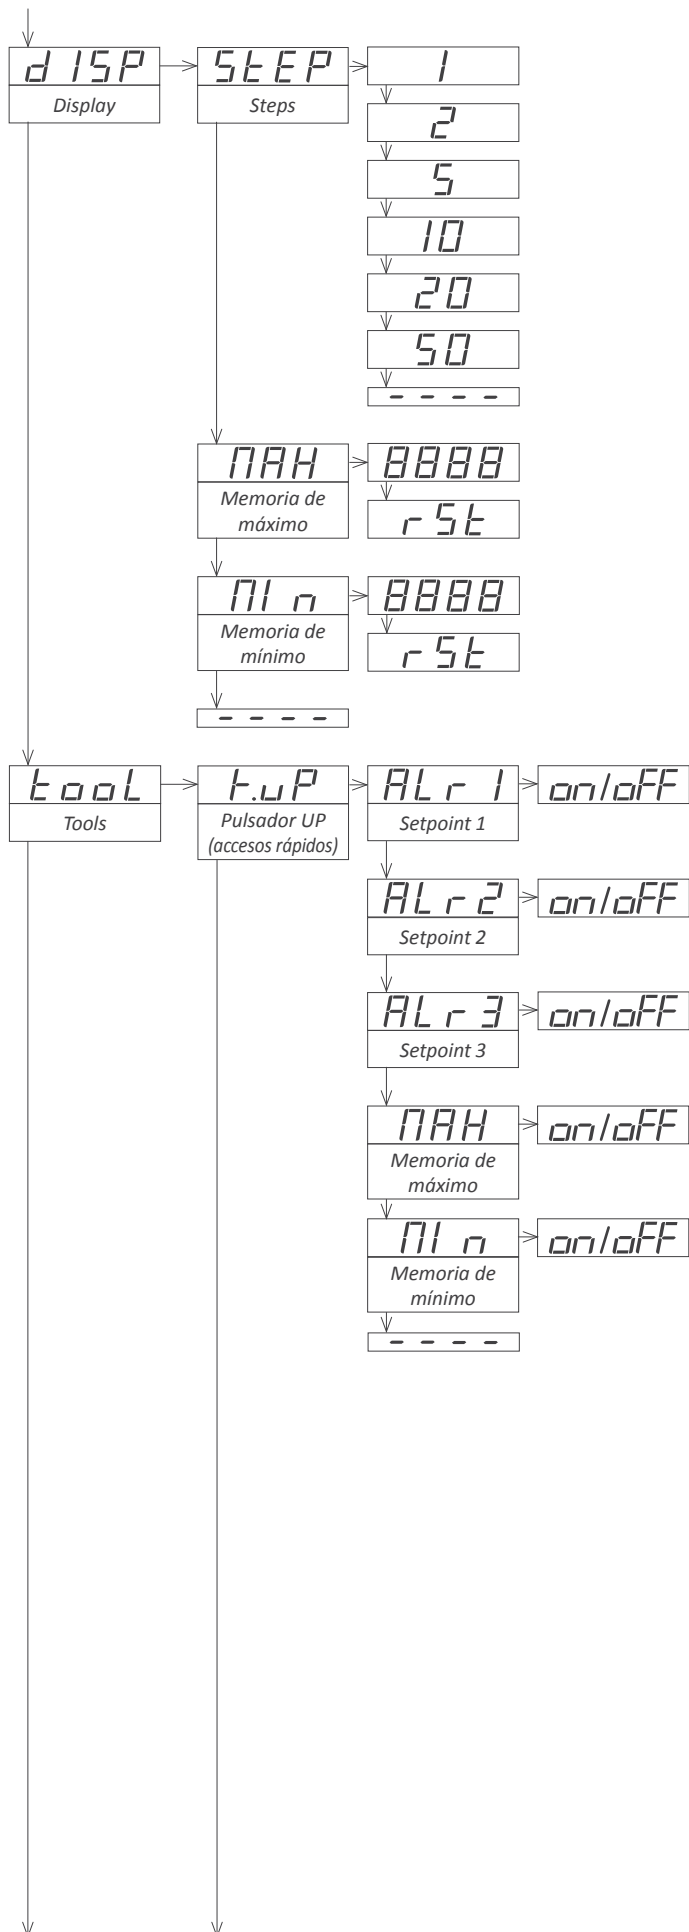 dISP
Display
StEP
Steps
1
2
5
10
20
50
- - - -
MAH
Memoria de
máximo
8888
rSt
MIn
Memoria de
mínimo
8888
rSt
- - - -
tooL
Tools
K.uP
Pulsador UP
(accesos rápidos)
ALr1
Setpoint 1
on/oFF
ALr2
Setpoint 2
on/oFF
ALr3
Setpoint 3
on/oFF
MAH
Memoria de
máximo
on/oFF
MIn
Memoria de
mínimo
on/oFF
- - - -